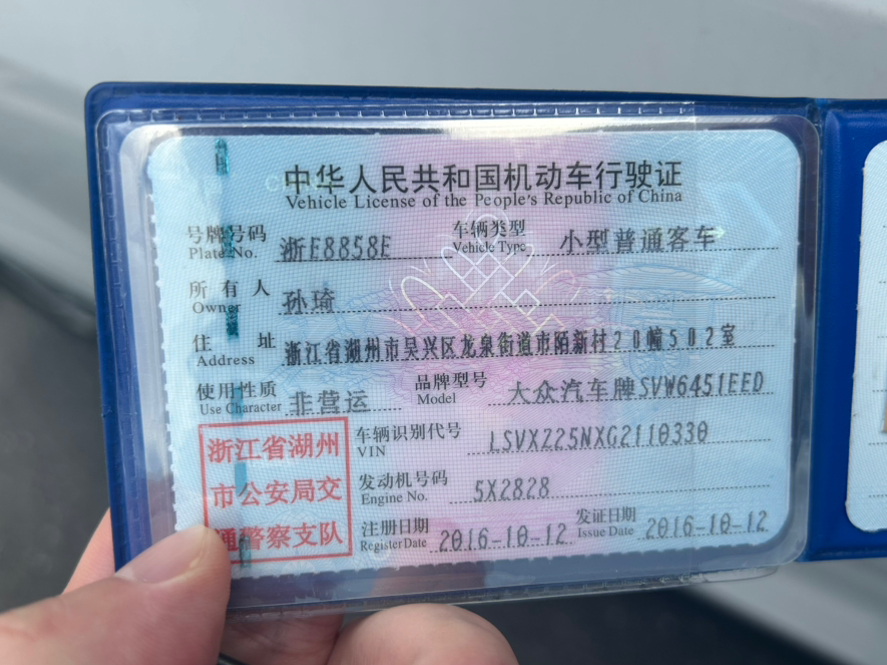 中华人民共和国机动车行驶证
Vehicle License of the People's Republic of China
号牌号码 浙E8858E 车辆类型 小型普通客车
Plate No. Vehicle Type
所有人 孙琦
Owner
住址 浙江省湖州市吴兴区龙泉街道市陌新村20幢502室
Address
使用性质 非营运 品牌型号 大众汽车牌SVW6451EED
Use Character Model
浙江省湖州
市公安局交
通警察支队
车辆识别代号 LSVXZ25NXG2110330
VIN
发动机号码 5X2828
Engine No.
注册日期 2016-10-12 发证日期 2016-10-12
Register Date Issue Date